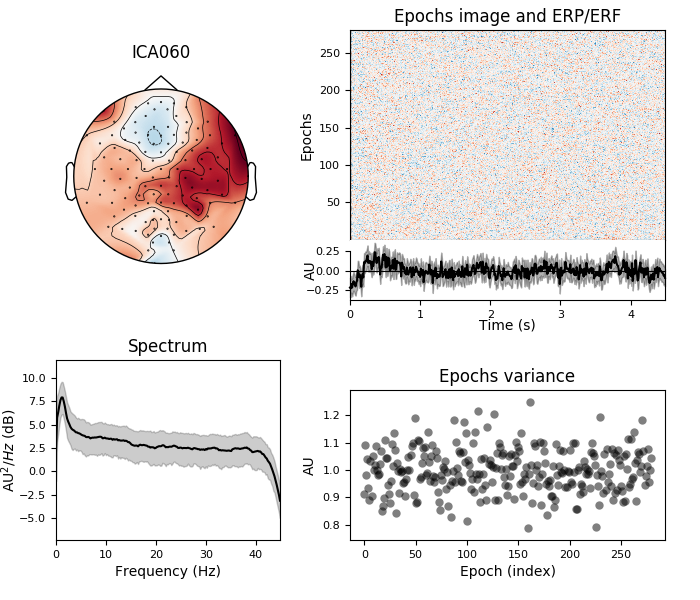 ICA060
Epochs image and ERP/ERF
Epochs
250
200
150
100
50
AU
0.25
0.00
−0.25
0 1 2 3 4
Time (s)
Spectrum
AU²/Hz (dB)
10.0
7.5
5.0
2.5
0.0
−2.5
−5.0
0 10 20 30 40
Frequency (Hz)
Epochs variance
AU
1.2
1.1
1.0
0.9
0.8
0 50 100 150 200 250
Epoch (index)